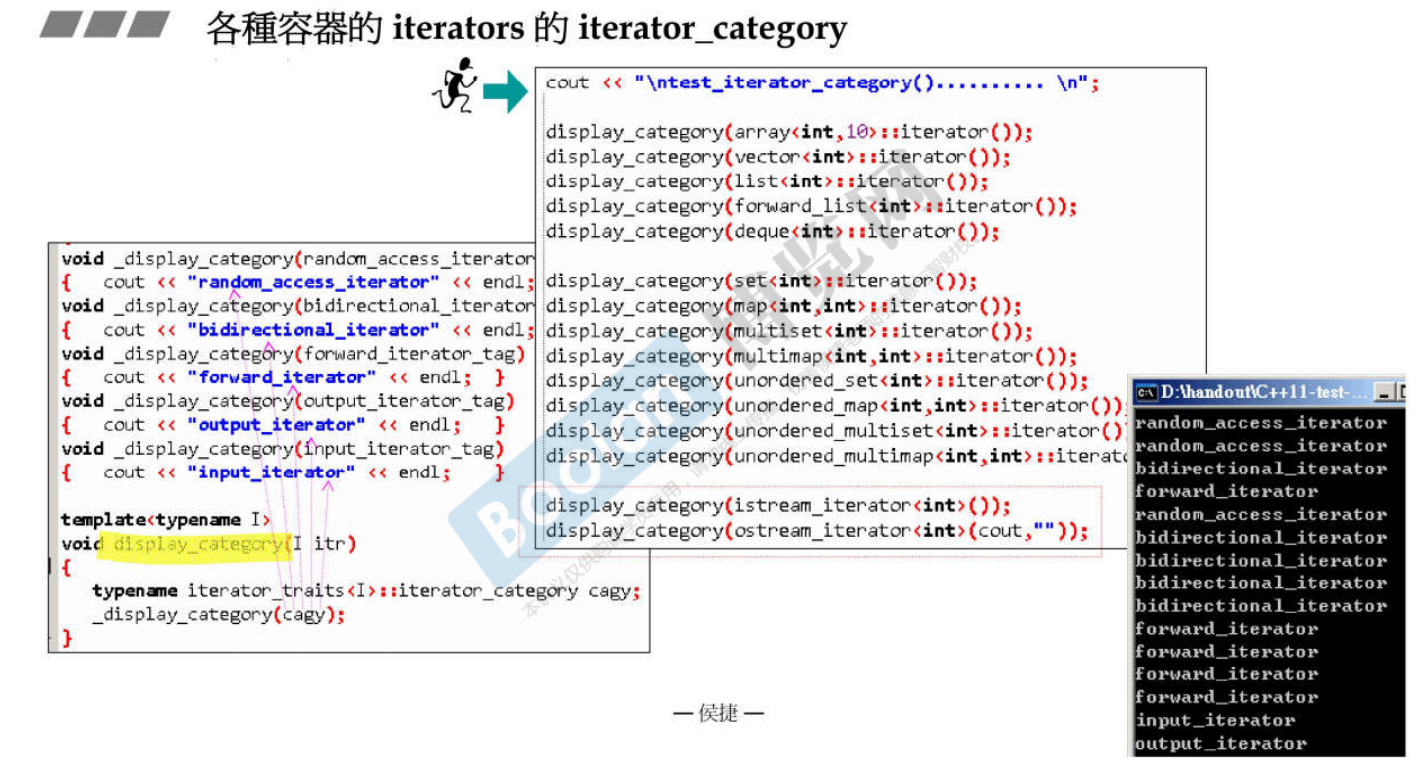 各種容器的 iterators 的 iterator_category
cout << "\ntest_iterator_category().......... \n";
display_category(array<int,10>::iterator());
display_category(vector<int>::iterator());
display_category(list<int>::iterator());
display_category(forward_list<int>::iterator());
display_category(deque<int>::iterator());
display_category(set<int>::iterator());
display_category(map<int,int>::iterator());
display_category(multiset<int>::iterator());
display_category(multimap<int,int>::iterator());
display_category(unordered_set<int>::iterator());
display_category(unordered_map<int,int>::iterator());
display_category(unordered_multiset<int>::iterator()
display_category(unordered_multimap<int,int>::iterato
display_category(istream_iterator<int>());
display_category(ostream_iterator<int>(cout,""));
void _display_category(random_access_iterator
{ cout << "random_access_iterator" << endl;
void _display_category(bidirectional_iterator
{ cout << "bidirectional_iterator" << endl;
void _display_category(forward_iterator_tag)
{ cout << "forward_iterator" << endl; }
void _display_category(output_iterator_tag)
{ cout << "output_iterator" << endl; }
void _display_category(input_iterator_tag)
{ cout << "input_iterator" << endl; }
template<typename I>
void display_category(I itr)
{
typename iterator_traits<I>::iterator_category cagy;
_display_category(cagy);
}
D:\handout\C++11-test-...
random_access_iterator
random_access_iterator
bidirectional_iterator
forward_iterator
random_access_iterator
bidirectional_iterator
bidirectional_iterator
bidirectional_iterator
bidirectional_iterator
forward_iterator
forward_iterator
forward_iterator
forward_iterator
input_iterator
output_iterator
BOOLAN 博览网
— 侯捷 —